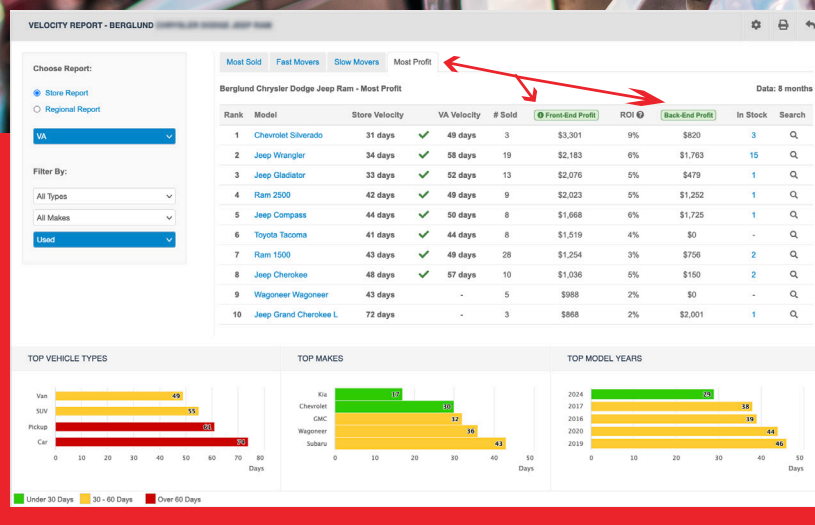 VELOCITY REPORT - BERGLUND
Choose Report:
Store Report
Regional Report
VA
Filter By:
All Types
All Makes
Used
Most Sold Fast Movers Slow Movers Most Profit
Berglund Chrysler Dodge Jeep Ram - Most Profit Data: 8 months
Rank Model Store Velocity VA Velocity # Sold Front-End Profit ROI Back-End Profit In Stock Search
1 Chevrolet Silverado 31 days 49 days 3 $3,301 9% $820 3
2 Jeep Wrangler 34 days 58 days 19 $2,183 6% $1,763 15
3 Jeep Gladiator 33 days 52 days 13 $2,076 5% $479 1
4 Ram 2500 42 days 49 days 9 $2,023 5% $1,252 1
5 Jeep Compass 44 days 50 days 8 $1,668 6% $1,725 1
6 Toyota Tacoma 41 days 44 days 8 $1,519 4% $0 -
7 Ram 1500 43 days 49 days 28 $1,254 3% $756 2
8 Jeep Cherokee 48 days 57 days 10 $1,036 5% $150 2
9 Wagoneer Wagoneer 43 days - 5 $988 2% $0 -
10 Jeep Grand Cherokee L 72 days - 3 $868 2% $2,001 1
TOP VEHICLE TYPES
Van 49
SUV 55
Pickup 61
Car 74
0 10 20 30 40 50 60 70 80
Days
TOP MAKES
Kia 17
Chevrolet 30
GMC 32
Wagoneer 36
Subaru 43
0 10 20 30 40 50
Days
TOP MODEL YEARS
2024 29
2017 38
2016 39
2020 44
2019 46
0 10 20 30 40 50
Days
Under 30 Days 30 - 60 Days Over 60 Days